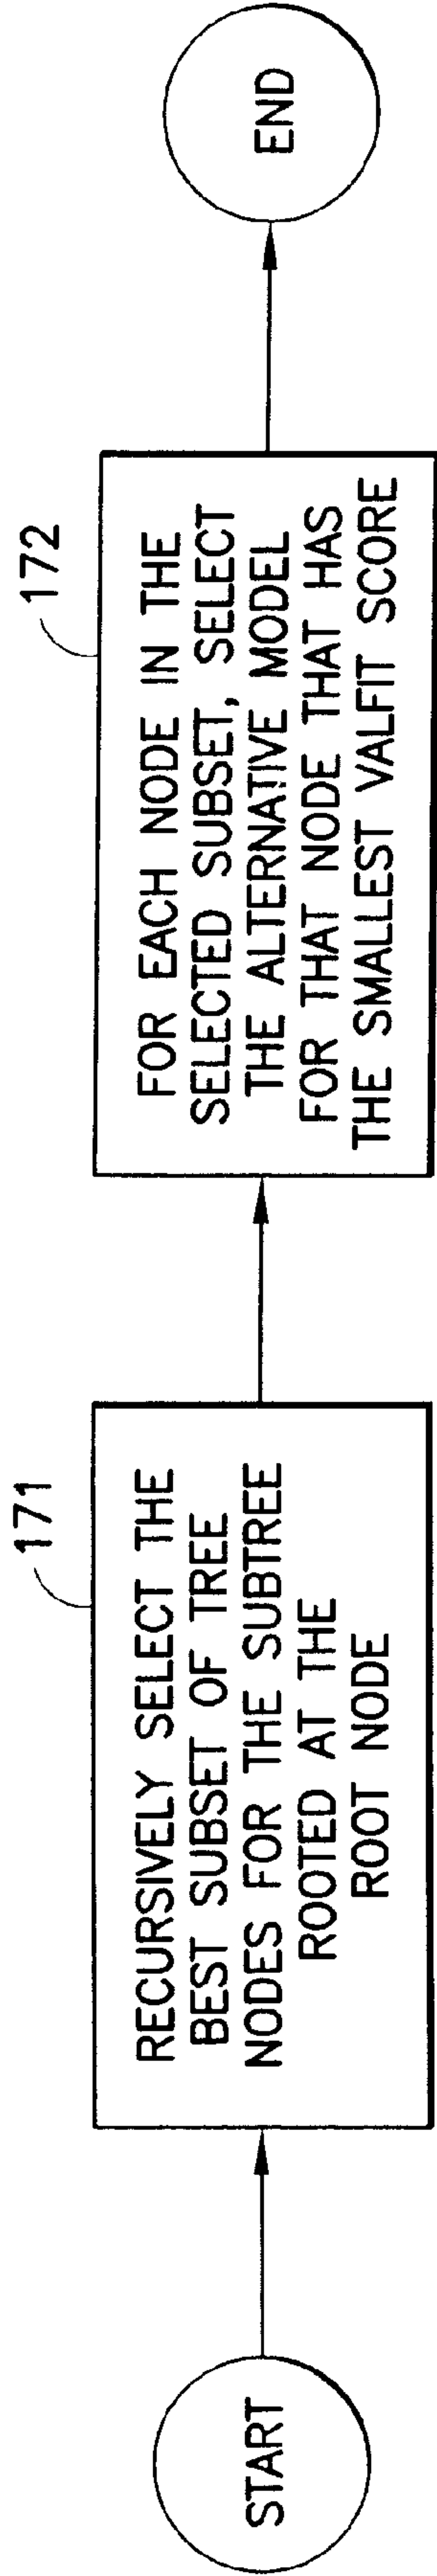 START
171
RECURSIVELY SELECT THE
BEST SUBSET OF TREE
NODES FOR THE SUBTREE
ROOTED AT THE
ROOT NODE
172
FOR EACH NODE IN THE
SELECTED SUBSET, SELECT
THE ALTERNATIVE MODEL
FOR THAT NODE THAT HAS
THE SMALLEST VALFIT SCORE
END